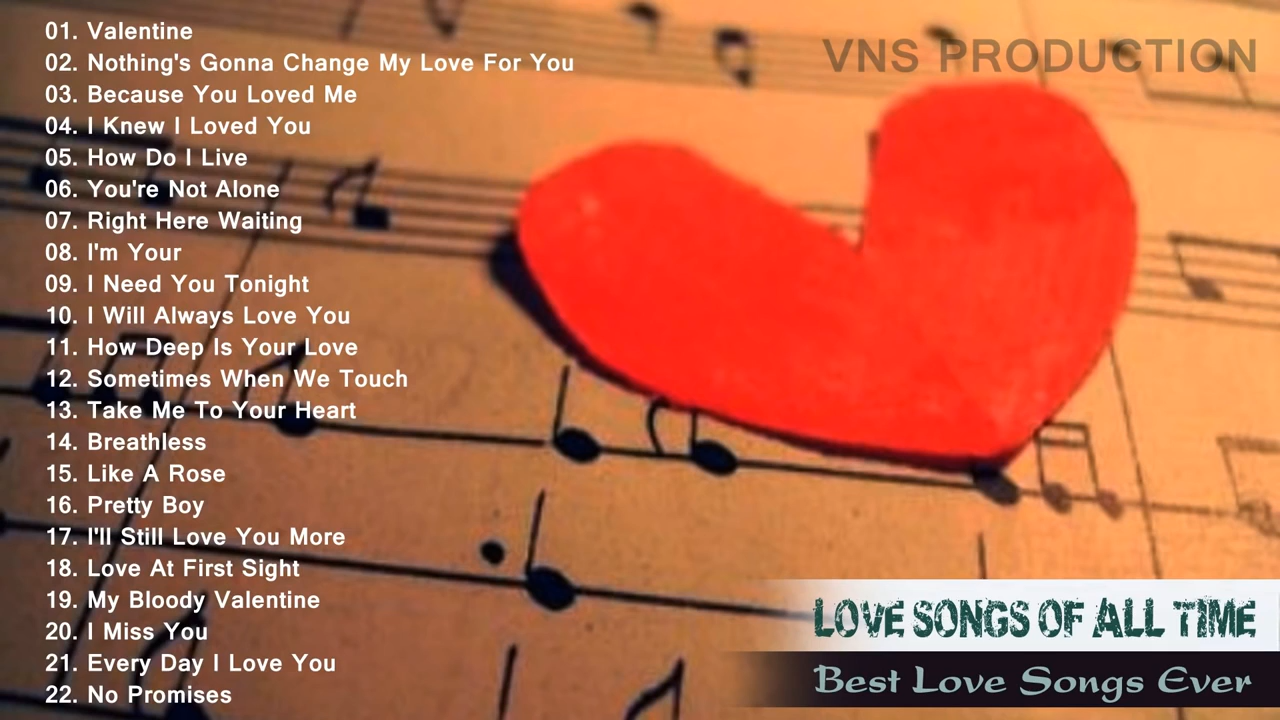 01. Valentine
02. Nothing's Gonna Change My Love For You
03. Because You Loved Me
04. I Knew I Loved You
05. How Do I Live
06. You're Not Alone
07. Right Here Waiting
08. I'm Your
09. I Need You Tonight
10. I Will Always Love You
11. How Deep Is Your Love
12. Sometimes When We Touch
13. Take Me To Your Heart
14. Breathless
15. Like A Rose
16. Pretty Boy
17. I'll Still Love You More
18. Love At First Sight
19. My Bloody Valentine
20. I Miss You
21. Every Day I Love You
22. No Promises
VNS PRODUCTION
LOVE SONGS OF ALL TIME
Best Love Songs Ever